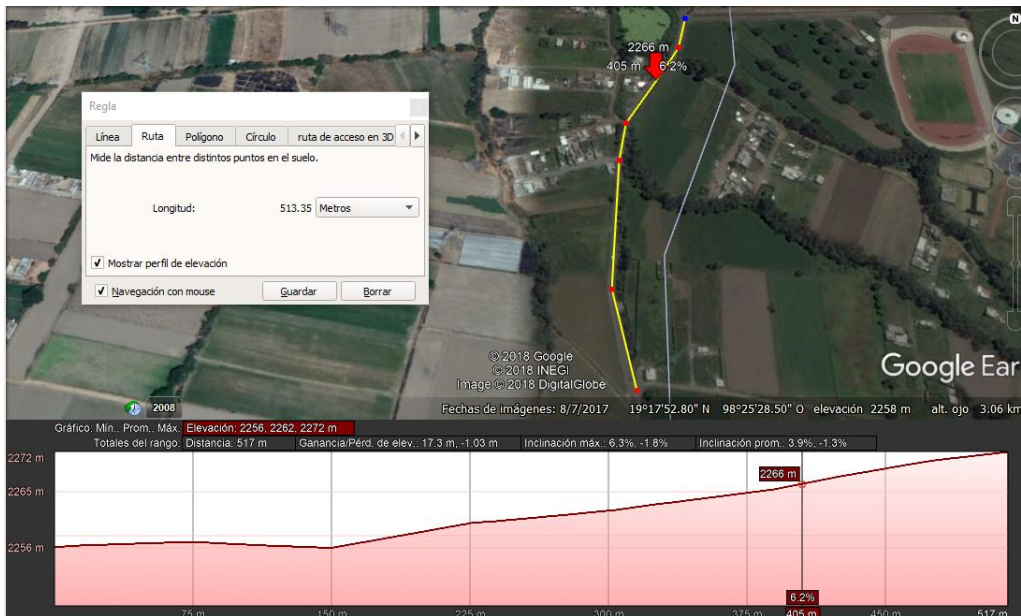 N
2266 m
405 m 6.2%
Regla
Línea Ruta Polígono Círculo ruta de acceso en 3D
Mide la distancia entre distintos puntos en el suelo.
Longitud: 513.35 Metros
Mostrar perfil de elevación
Navegación con mouse Guardar Borrar
© 2018 Google
© 2018 INEGI
Image © 2018 DigitalGlobe
Google Ear
2008
Fechas de imágenes: 8/7/2017 19°17'52.80" N 98°25'28.50" O elevación 2258 m alt. ojo 3.06 km
Gráfico: Mín., Prom., Máx. Elevación: 2256, 2262, 2272 m
Totales del rango: Distancia: 517 m Ganancia/Pérd. de elev.: 17.3 m, -1.03 m Inclinación máx.: 6.3%, -1.8% Inclinación prom.: 3.9%, -1.3%
2272 m
2266 m
2265 m
2256 m
6.2%
75 m 150 m 225 m 300 m 375 m 405 m 450 m 517 m